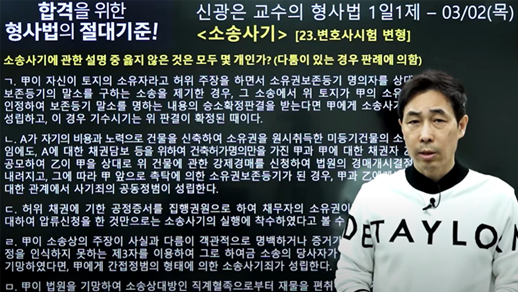 합격을 위한
형사법의 절대기준!
신광은 교수의 형사법 1일1제 – 03/02(목)
<소송사기> [23.변호사시험 변형]
소송사기에 관한 설명 중 옳지 않은 것은 모두 몇 개인가? (다툼이 있는 경우 판례에 의함)
ㄱ. 甲이 자신이 토지의 소유자라고 허위 주장을 하면서 소유권보존등기 명의자를 상대
보존등기의 말소를 구하는 소송을 제기한 경우, 그 소송에서 위 토지가 甲의 소유
인정하여 보존등기 말소를 명하는 내용의 승소확정판결을 받는다면 甲에게 소송사기
성립하고, 이 경우 기수시기는 위 판결이 확정된 때이다.
ㄴ. A가 자기의 비용과 노력으로 건물을 신축하여 소유권을 원시취득한 미등기건물의 소
임에도, A에 대한 채권담보 등을 위하여 건축허가명의만을 가진 甲과 甲에 대한 채권자 乙
공모하여 乙이 甲을 상대로 위 건물에 관한 강제경매를 신청하여 법원의 경매개시결정
내려지고, 그에 따라 甲 앞으로 촉탁에 의한 소유권보존등기가 된 경우, 甲과 乙에게
대한 관계에서 사기죄의 공동정범이 성립한다.
ㄷ. 허위 채권에 기한 공정증서를 집행권원으로 하여 채무자의 소유권이
대하여 압류신청을 한 것만으로는 소송사기의 실행에 착수하였다고 볼 수
ㄹ. 甲이 소송상의 주장이 사실과 다름이 객관적으로 명백하거나 증거가
정을 인식하지 못하는 제3자를 이용하여 그로 하여금 소송의 당사자가
기망하였다면, 甲에게 간접정범의 형태에 의한 소송사기죄가 성립한다.
ㅁ. 甲이 법원을 기망하여 소송상대방인 직계혈족으로부터 재물을 편취
DETAYLOM